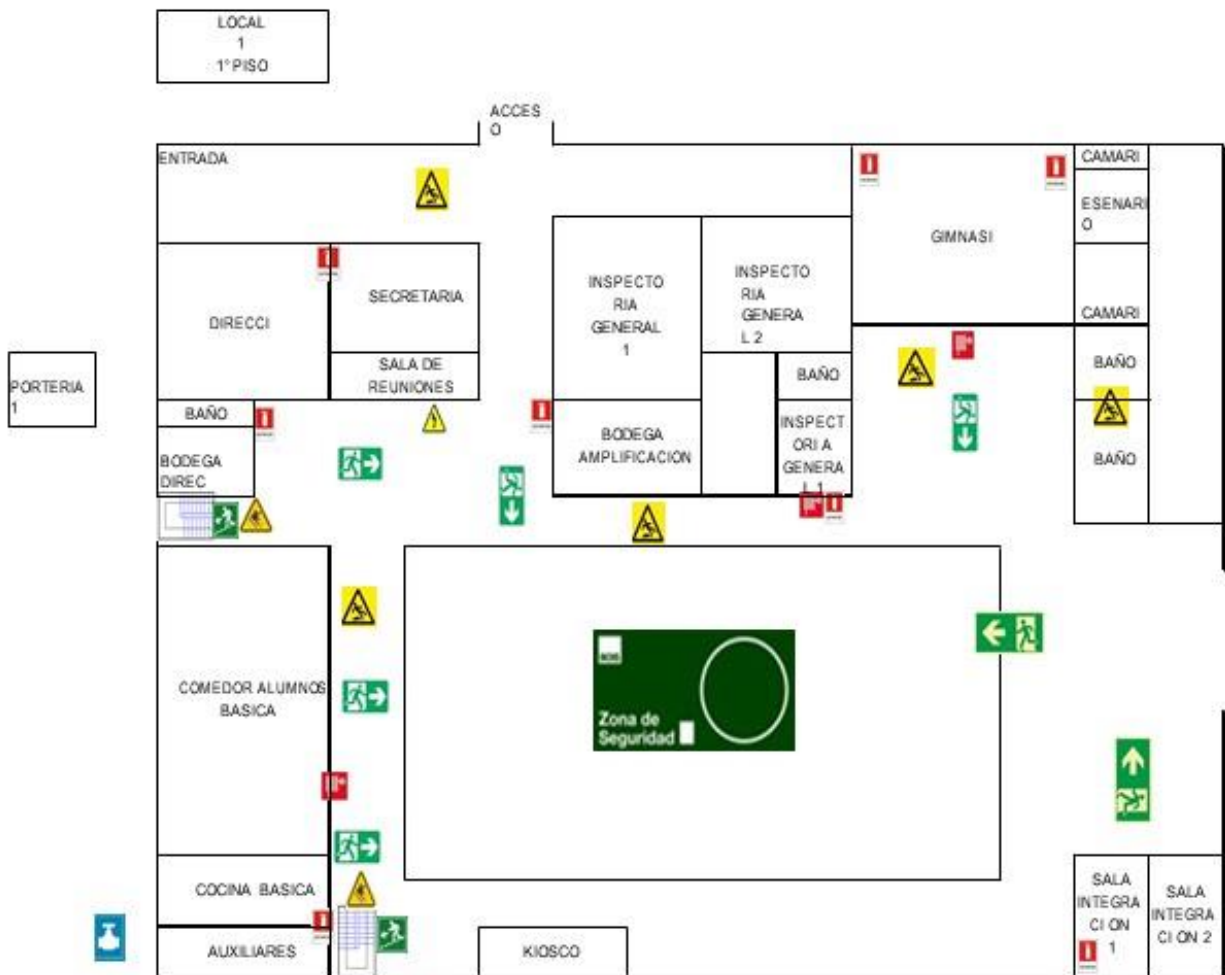 LOCAL
1
1° PISO
ACCES
O
ENTRADA
CAMARI
ESENARI
O
GIMNASI
CAMARI
INSPECTO
RIA
GENERAL
1
INSPECTO
RIA
GENERA
L 2
SECRETARIA
DIRECCI
SALA DE
REUNIONES
PORTERIA
1
BAÑO
BAÑO
BAÑO
BODEGA
DIREC
BODEGA
AMPLIFICACION
INSPECT
ORI A
GENERA
L 1
BAÑO
COMEDOR ALUMNOS
BASICA
Zona de
Seguridad
COCINA BASICA
AUXILIARES
KIOSCO
SALA
INTEGRA
CI ON
1
SALA
INTEGRA
CI ON 2